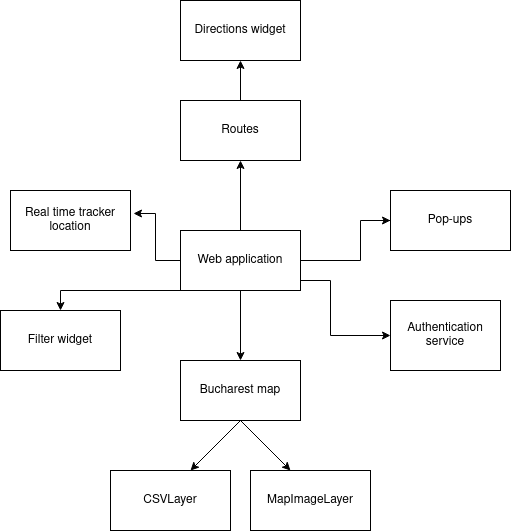 Directions widget
Routes
Real time tracker
location
Pop-ups
Web application
Filter widget
Authentication
service
Bucharest map
CSVLayer
MapImageLayer